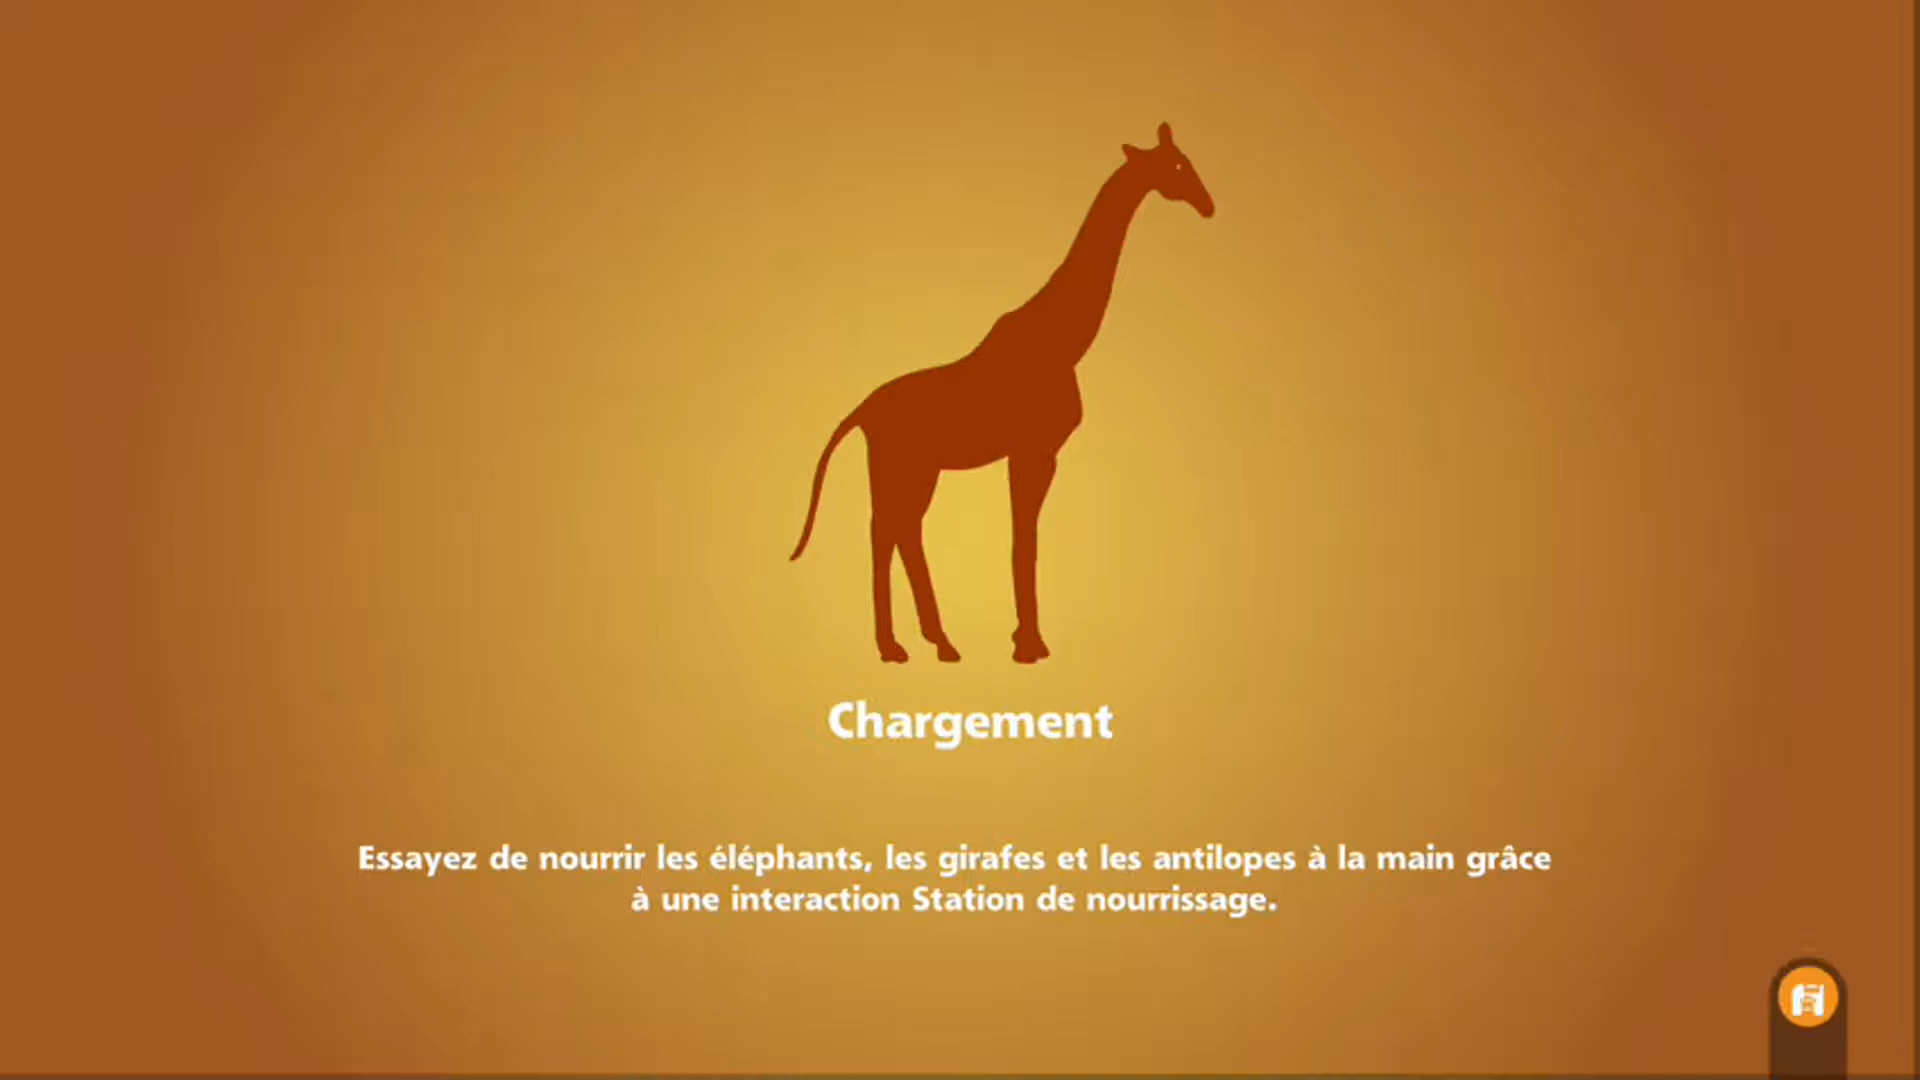 Chargement
Essayez de nourrir les éléphants, les girafes et les antilopes à la main grâce
à une interaction Station de nourrissage.